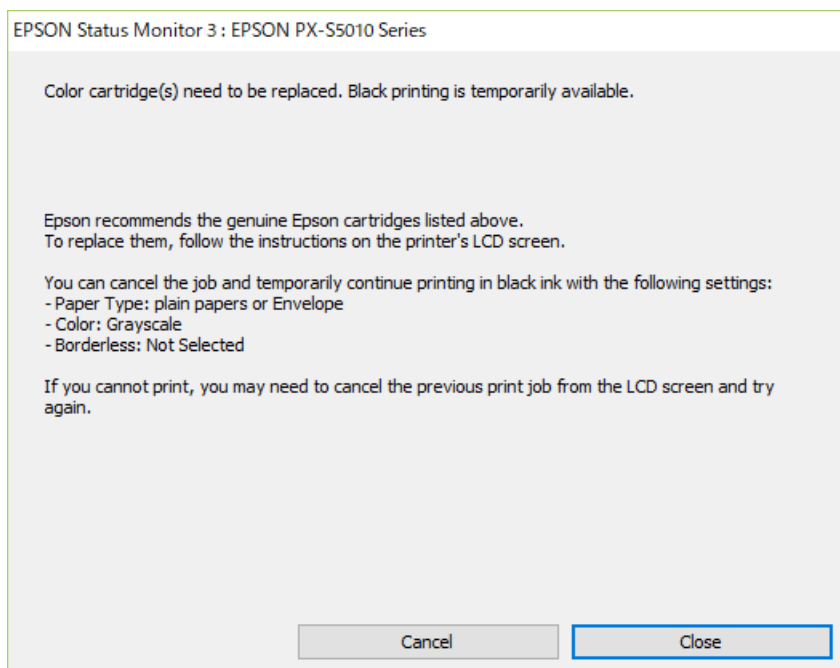 EPSON Status Monitor 3 : EPSON PX-S5010 Series
Color cartridge(s) need to be replaced. Black printing is temporarily available.
Epson recommends the genuine Epson cartridges listed above.
To replace them, follow the instructions on the printer's LCD screen.
You can cancel the job and temporarily continue printing in black ink with the following settings:
- Paper Type: plain papers or Envelope
- Color: Grayscale
- Borderless: Not Selected
If you cannot print, you may need to cancel the previous print job from the LCD screen and try
again.
Cancel Close